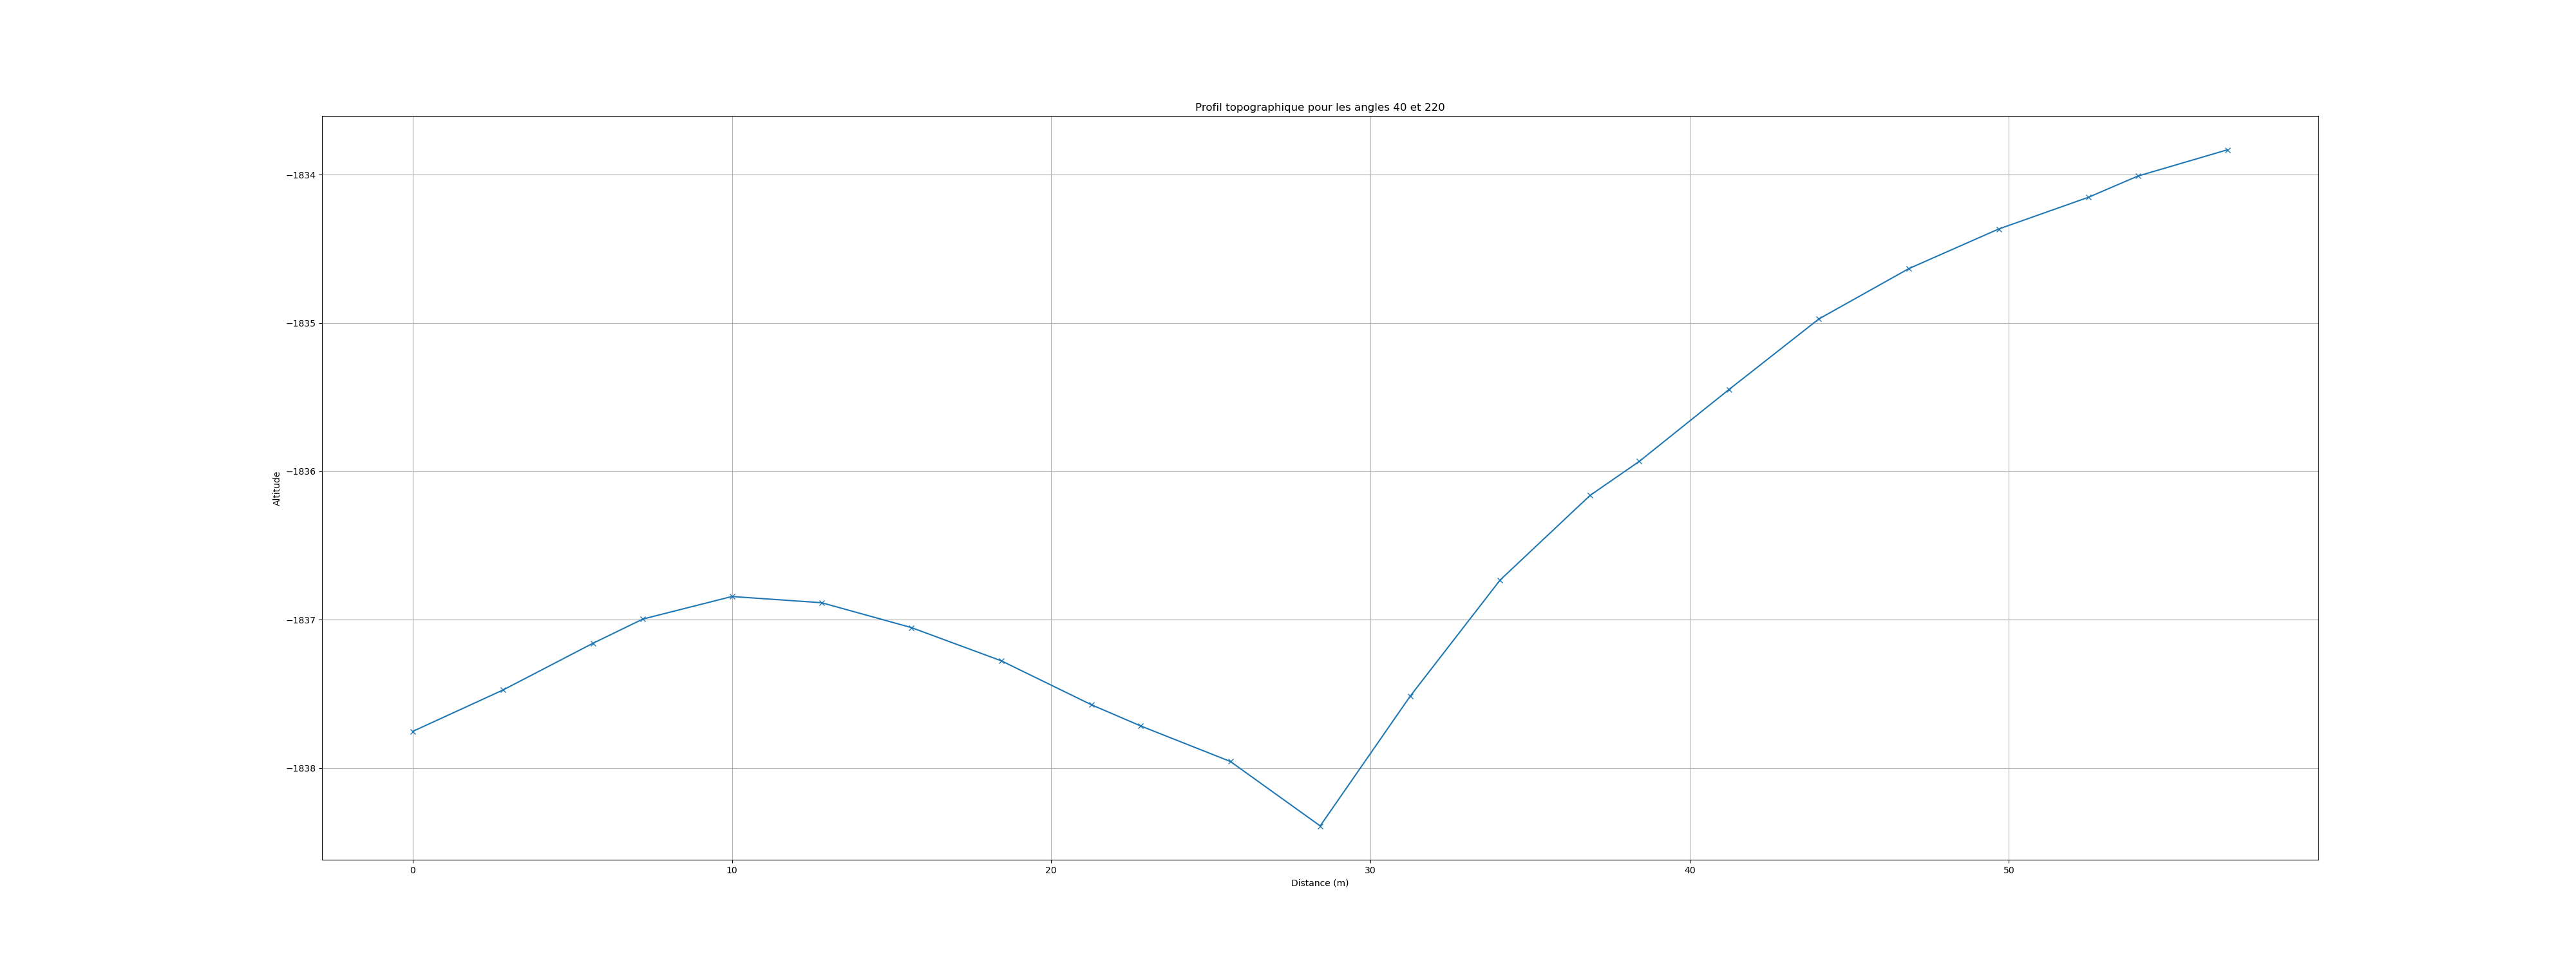 Profil topographique pour les angles 40 et 220
Altitude
−1834
−1835
−1836
−1837
−1838
0 10 20 30 40 50
Distance (m)